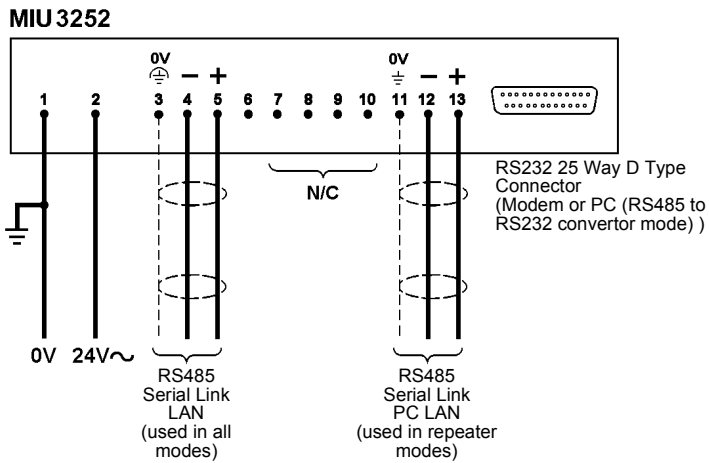 MIU 3252
0V
− +
0V
− +
1 2 3 4 5 6 7 8 9 10 11 12 13
N/C
RS232 25 Way D Type
Connector
(Modem or PC (RS485 to
RS232 convertor mode) )
0V 24V~
RS485
Serial Link
LAN
(used in all
modes)
RS485
Serial Link
PC LAN
(used in repeater
modes)